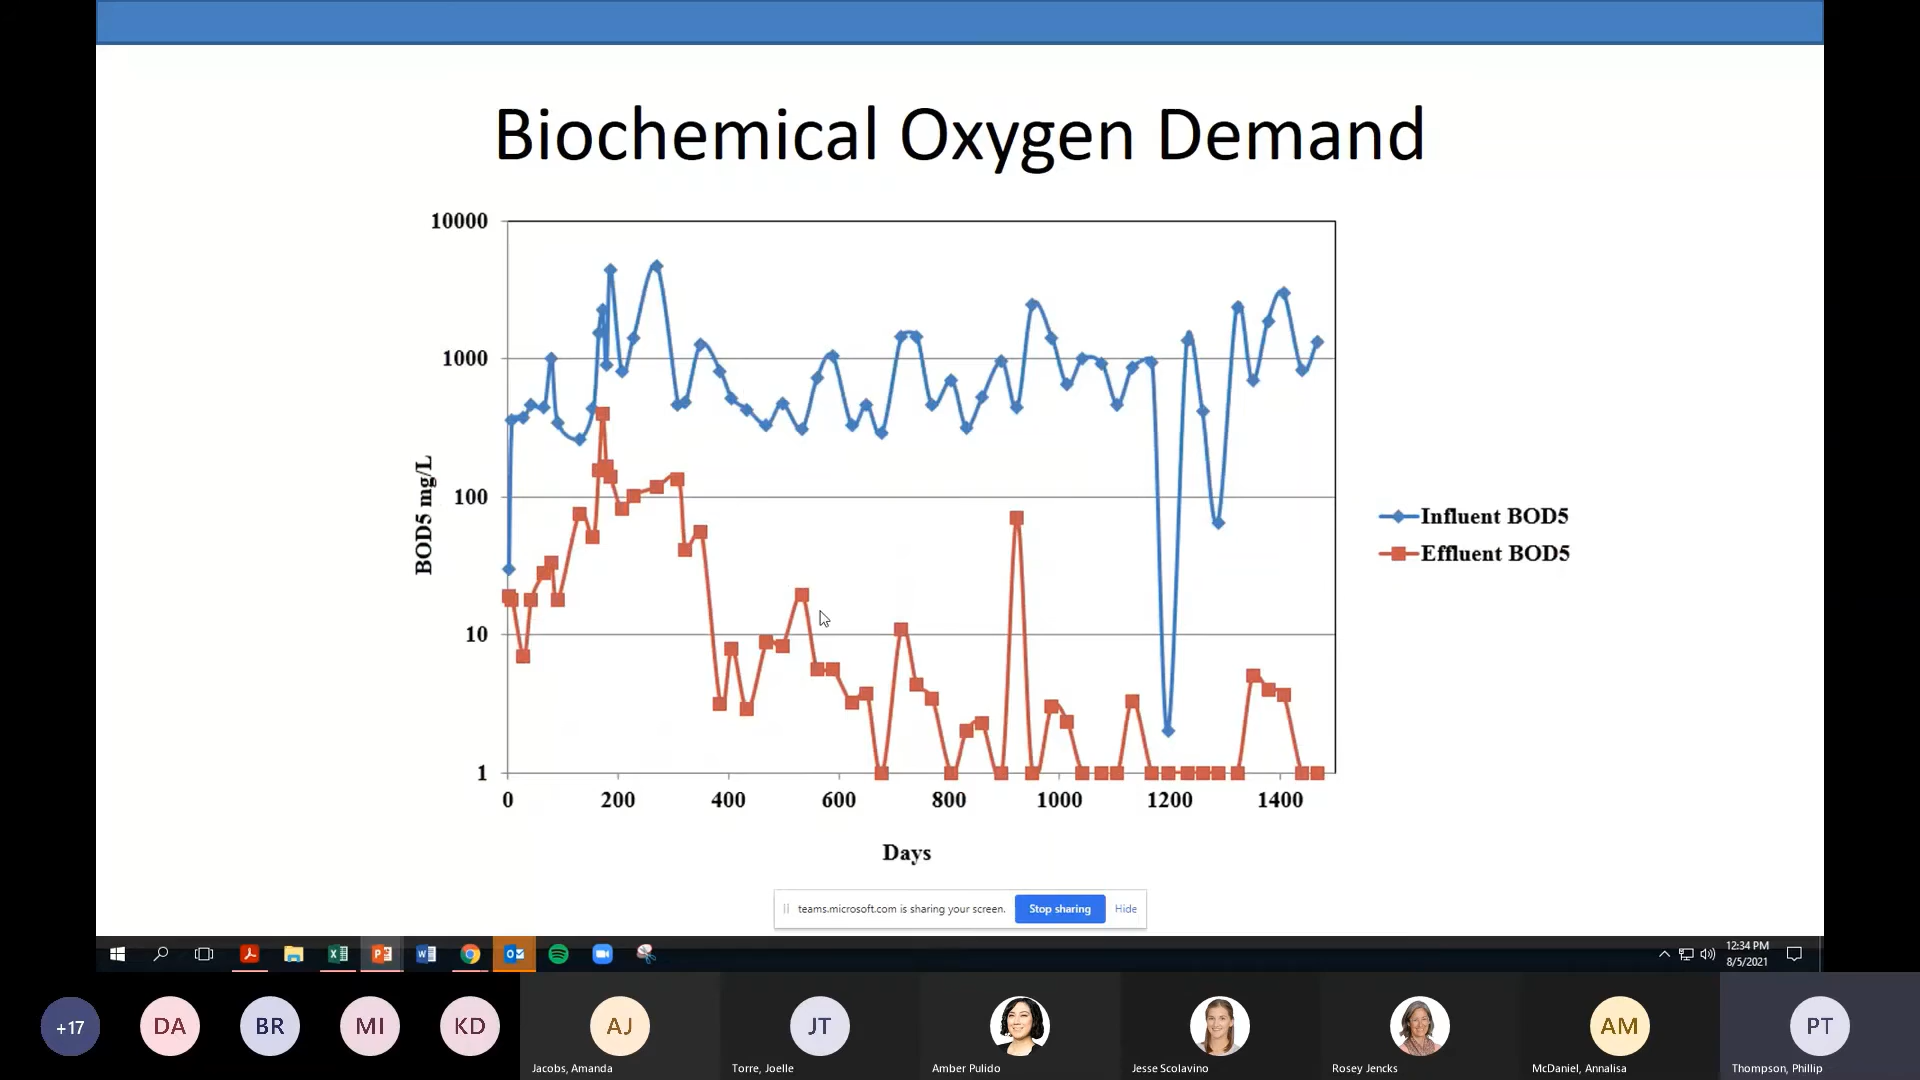 Biochemical Oxygen Demand
10000
1000
100
10
1
BOD5 mg/L
0 200 400 600 800 1000 1200 1400
Days
Influent BOD5
Effluent BOD5
teams.microsoft.com is sharing your screen. Stop sharing Hide
12:34 PM
8/5/2021
+17 DA BR MI KD AJ JT AM PT
Jacobs, Amanda Torre, Joelle Amber Pulido Jesse Scolavino Rosey Jencks McDaniel, Annalisa Thompson, Phillip